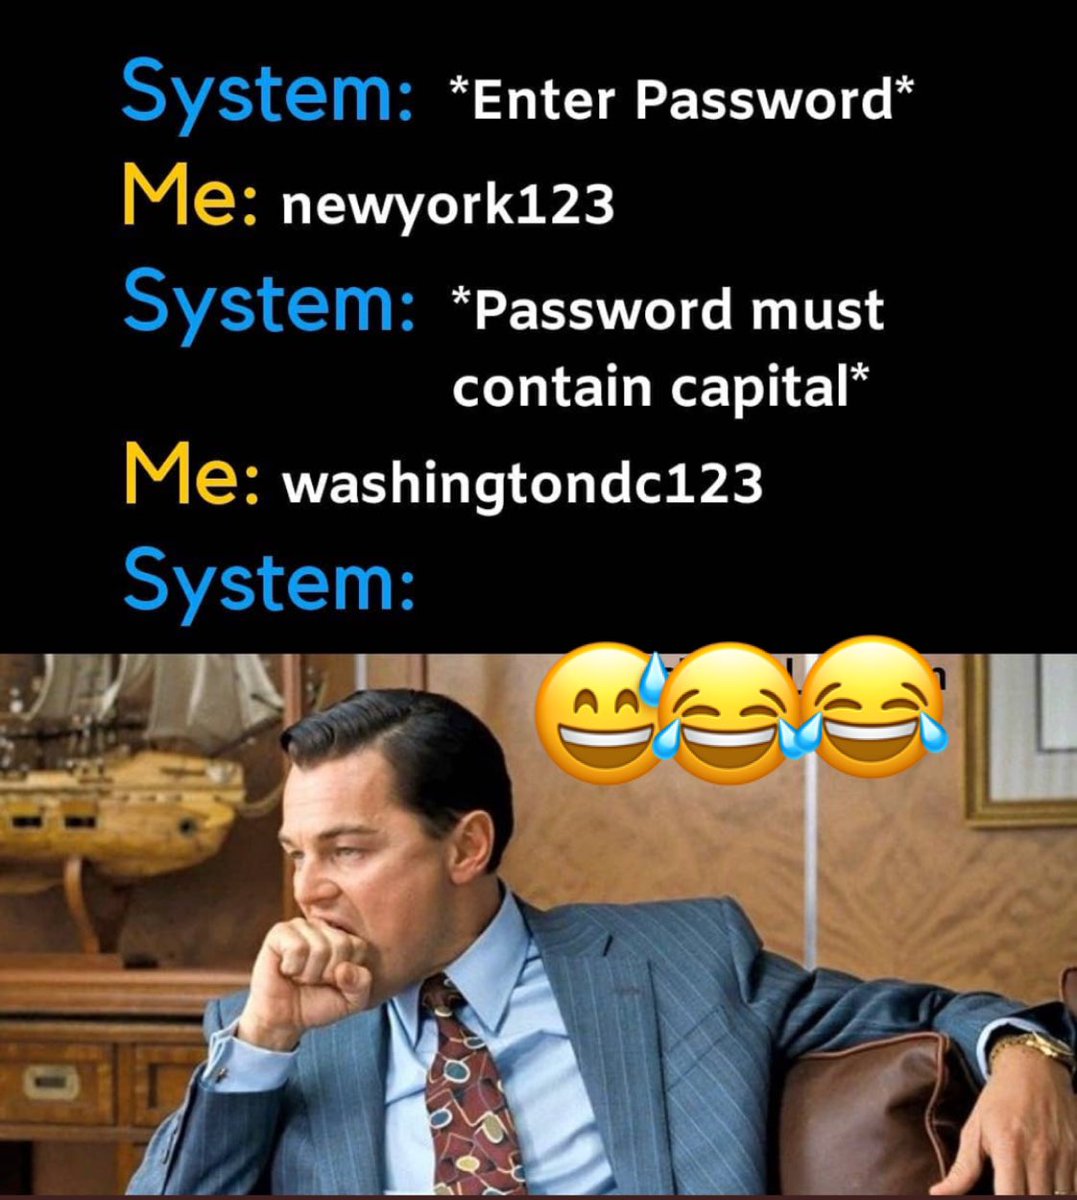 System: *Enter Password*
Me: newyork123
System: *Password must
contain capital*
Me: washingtondc123
System: